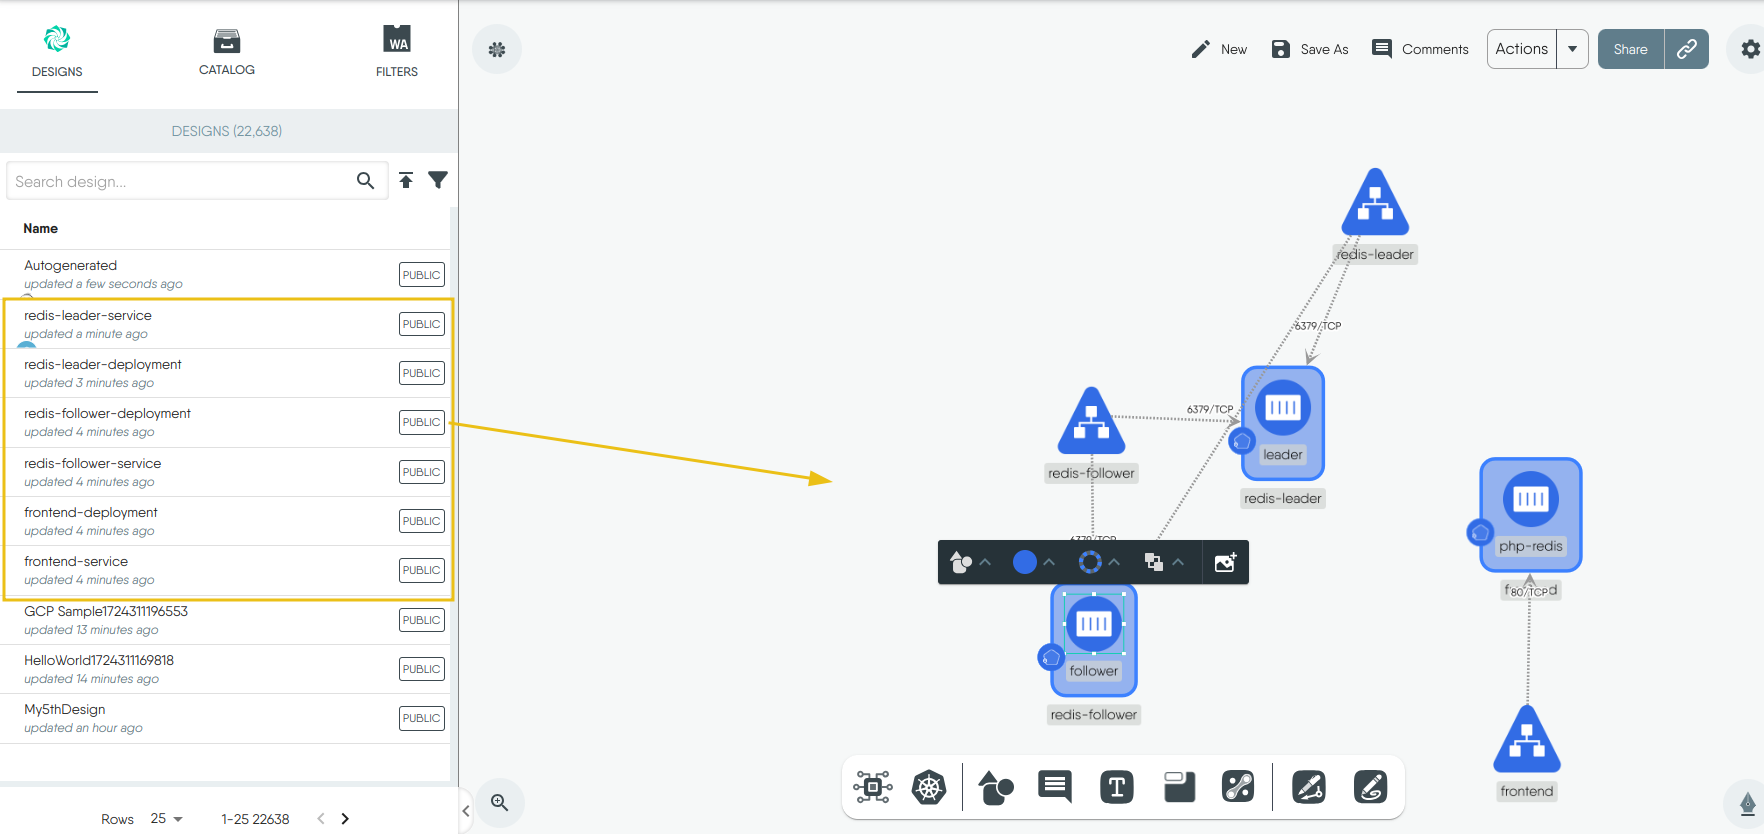 DESIGNS
CATALOG
WA
FILTERS
DESIGNS (22,638)
Search design...
Name
Autogenerated
updated a few seconds ago
PUBLIC
redis-leader-service
updated a minute ago
PUBLIC
redis-leader-deployment
updated 3 minutes ago
PUBLIC
redis-follower-deployment
updated 4 minutes ago
PUBLIC
redis-follower-service
updated 4 minutes ago
PUBLIC
frontend-deployment
updated 4 minutes ago
PUBLIC
frontend-service
updated 4 minutes ago
PUBLIC
GCP Sample1724311196553
updated 13 minutes ago
PUBLIC
HelloWorld1724311169818
updated 14 minutes ago
PUBLIC
My5thDesign
updated an hour ago
PUBLIC
Rows 25 1-25 22638
New
Save As
Comments
Actions
Share
redis-leader
6379/TCP
6379/TCP
leader
redis-leader
redis-follower
6379/TCP
follower
redis-follower
php-redis
80/TCP
frontend
T